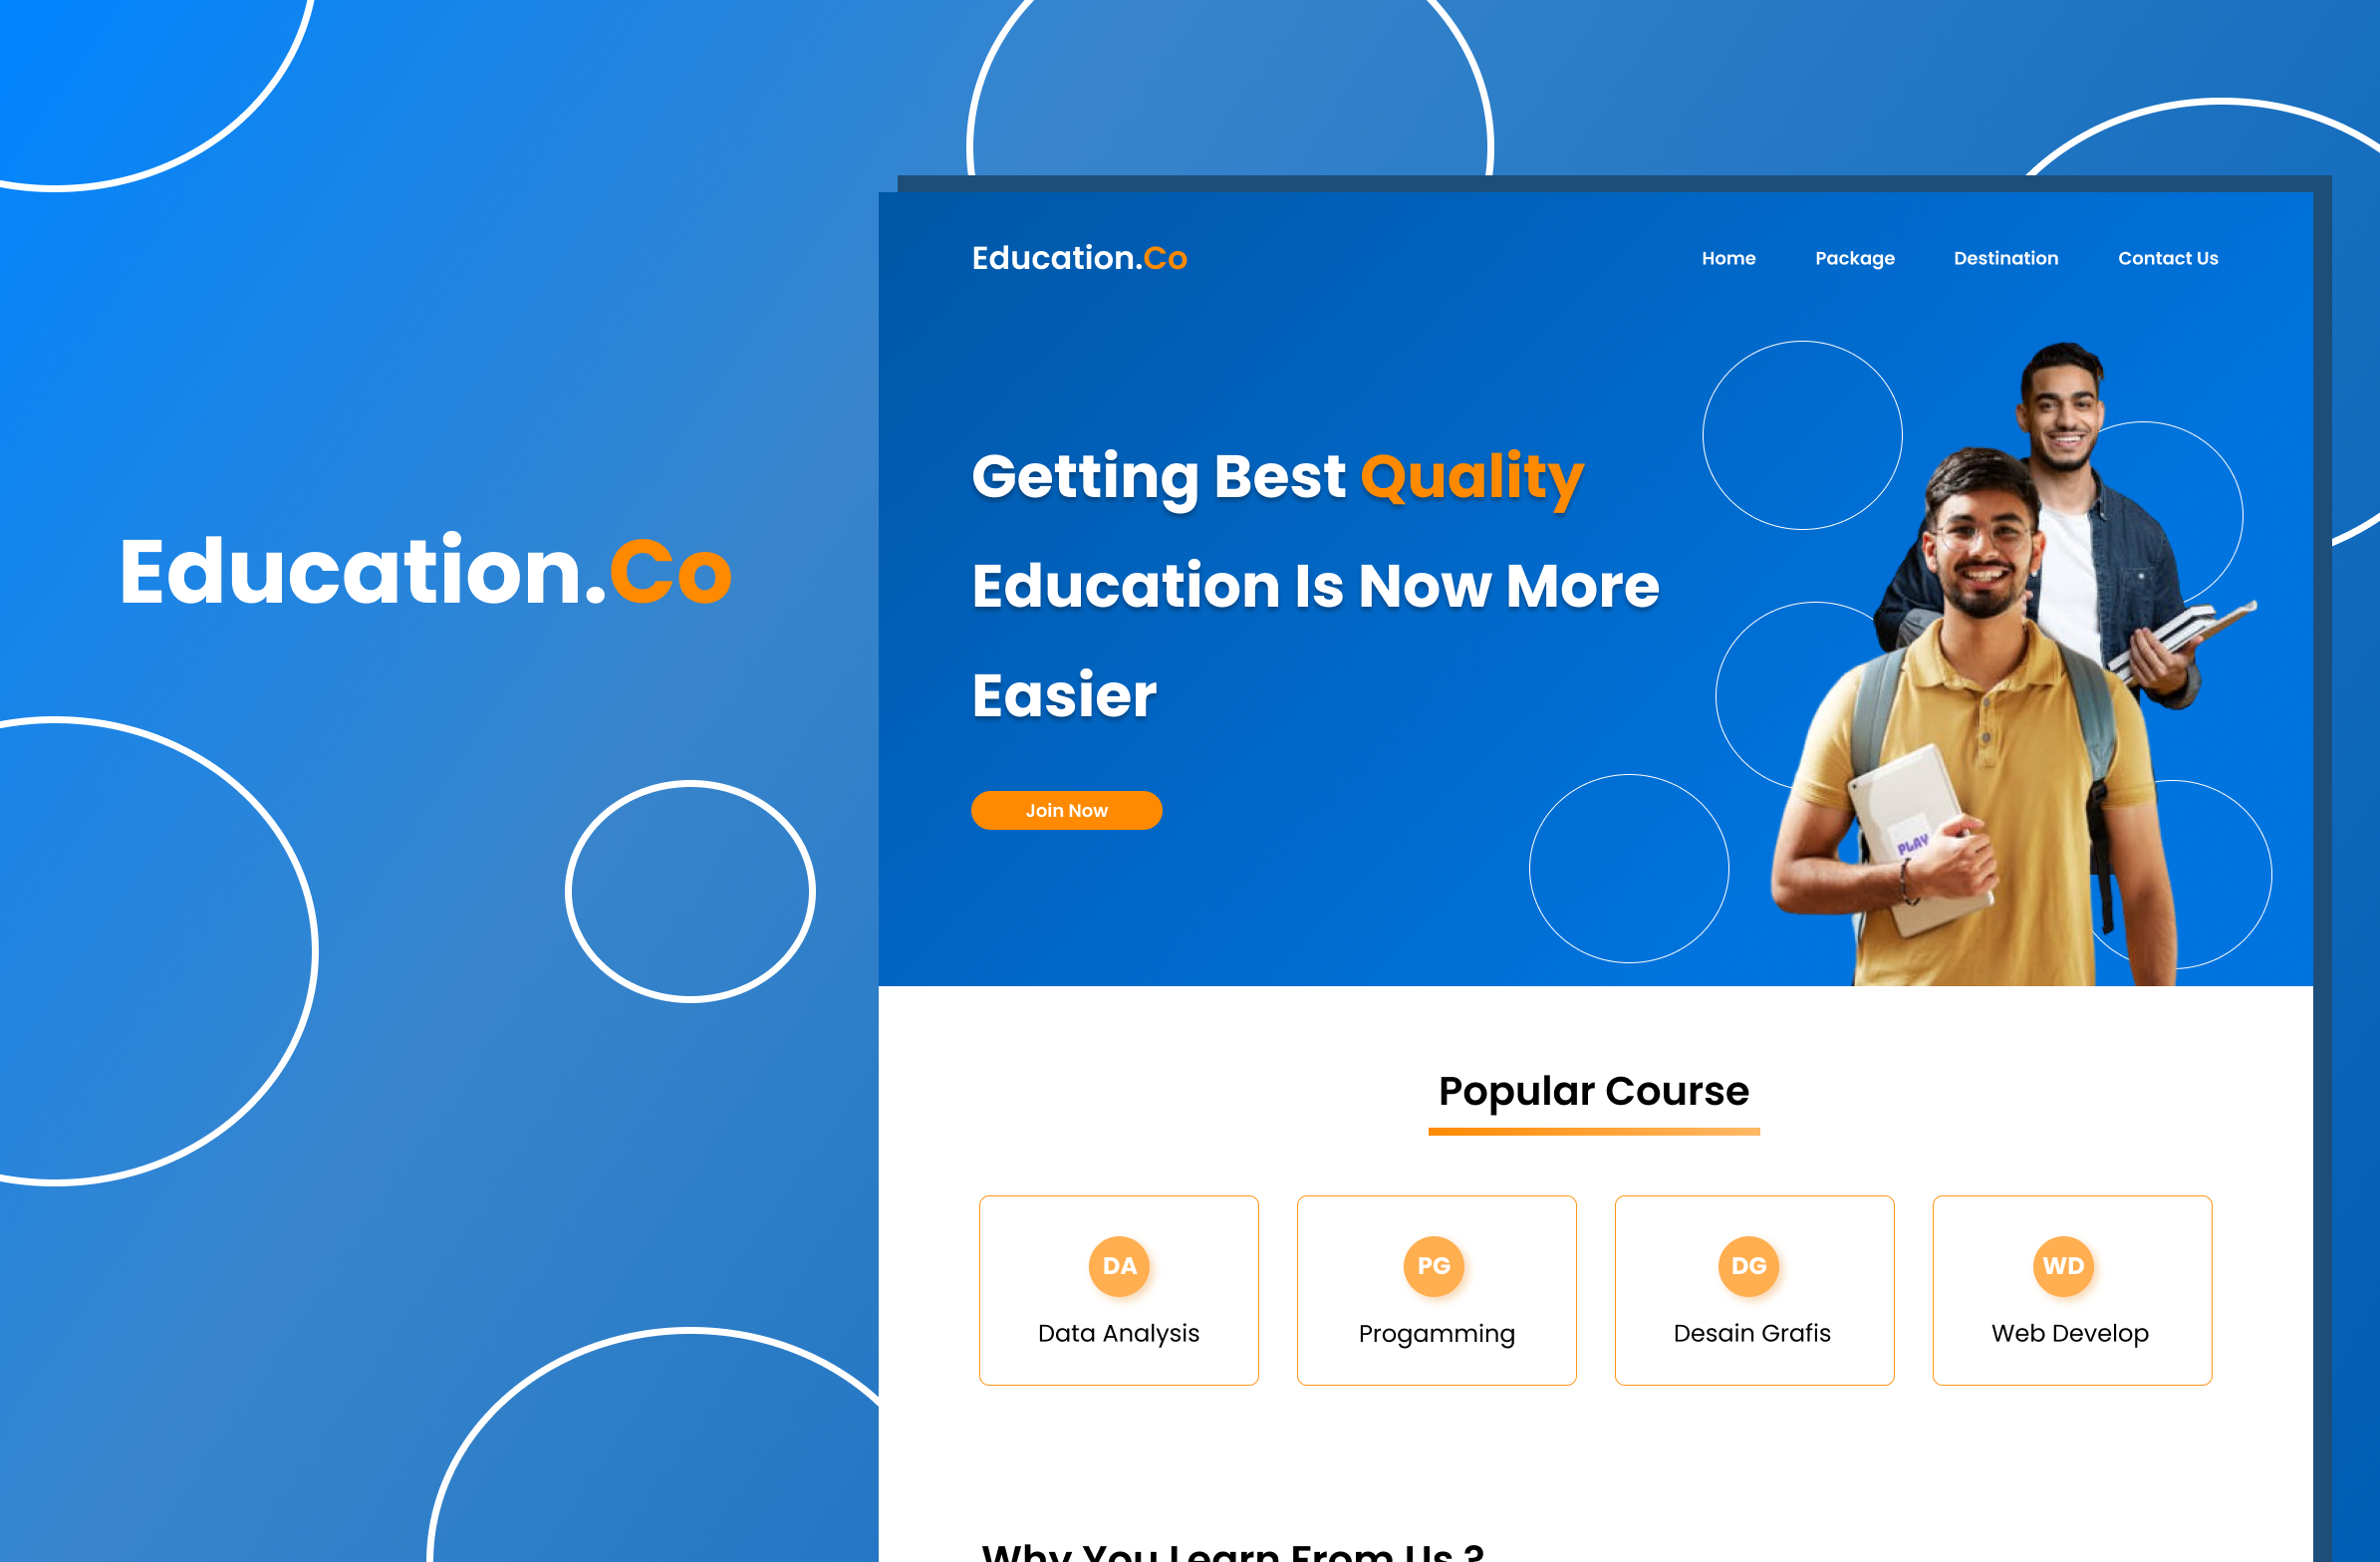 Education.Co
Education.Co
Home Package Destination Contact Us
Getting Best Quality
Education Is Now More
Easier
Join Now
PLAY
Popular Course
DA PG DG WD
Data Analysis Progamming Desain Grafis Web Develop
Why You Learn From Us ?